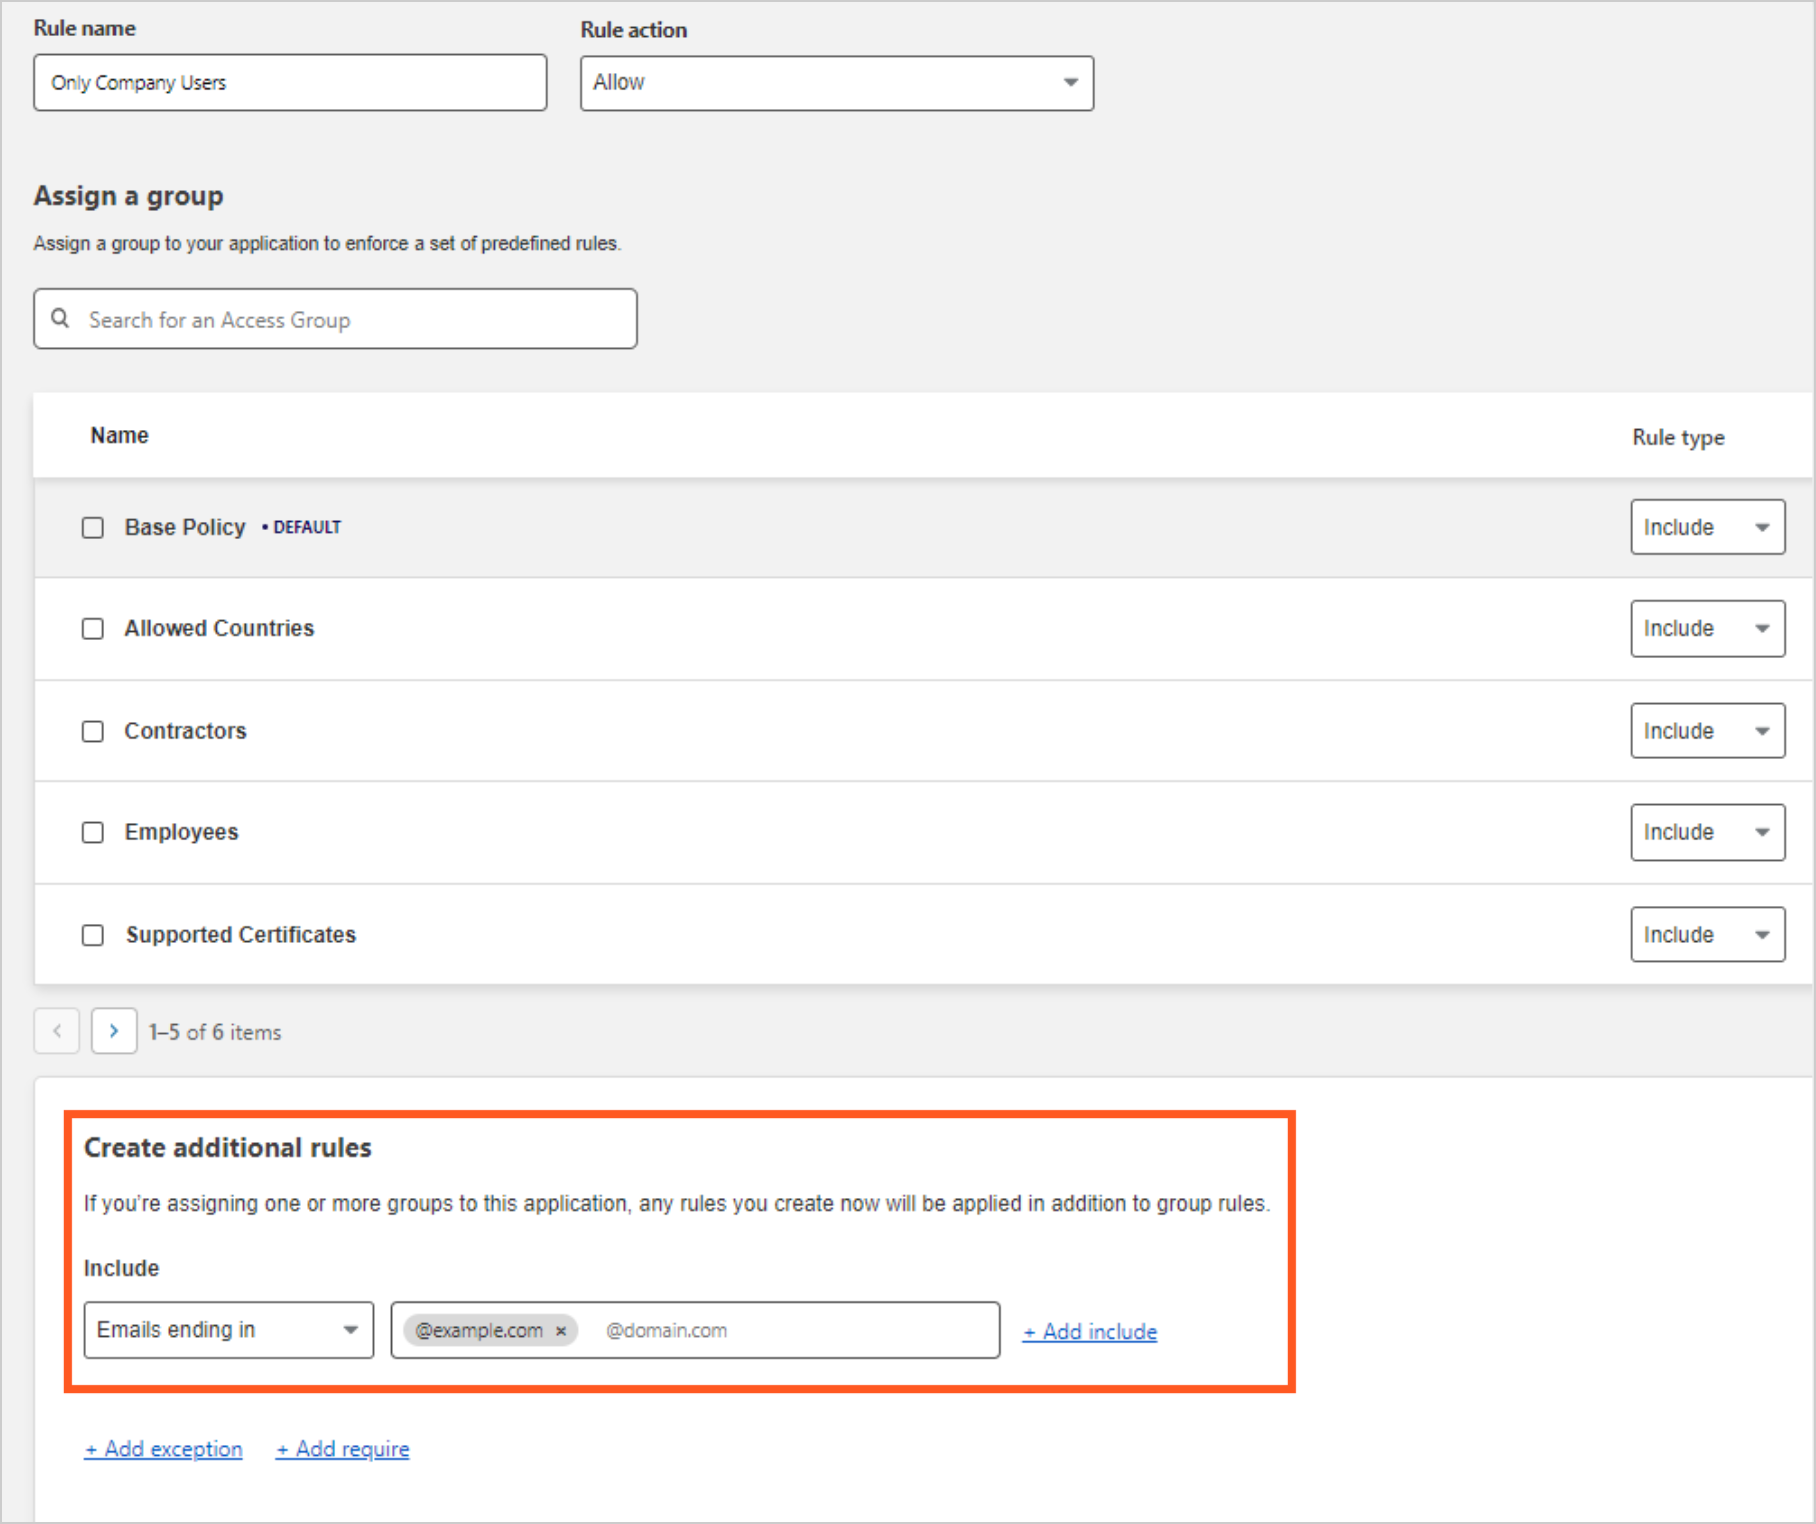 Rule name
Rule action
Only Company Users
Allow
Assign a group
Assign a group to your application to enforce a set of predefined rules.
Search for an Access Group
Name
Rule type
Base Policy • DEFAULT
Include
Allowed Countries
Include
Contractors
Include
Employees
Include
Supported Certificates
Include
1–5 of 6 items
Create additional rules
If you're assigning one or more groups to this application, any rules you create now will be applied in addition to group rules.
Include
Emails ending in
@example.com × @domain.com
+ Add include
+ Add exception
+ Add require